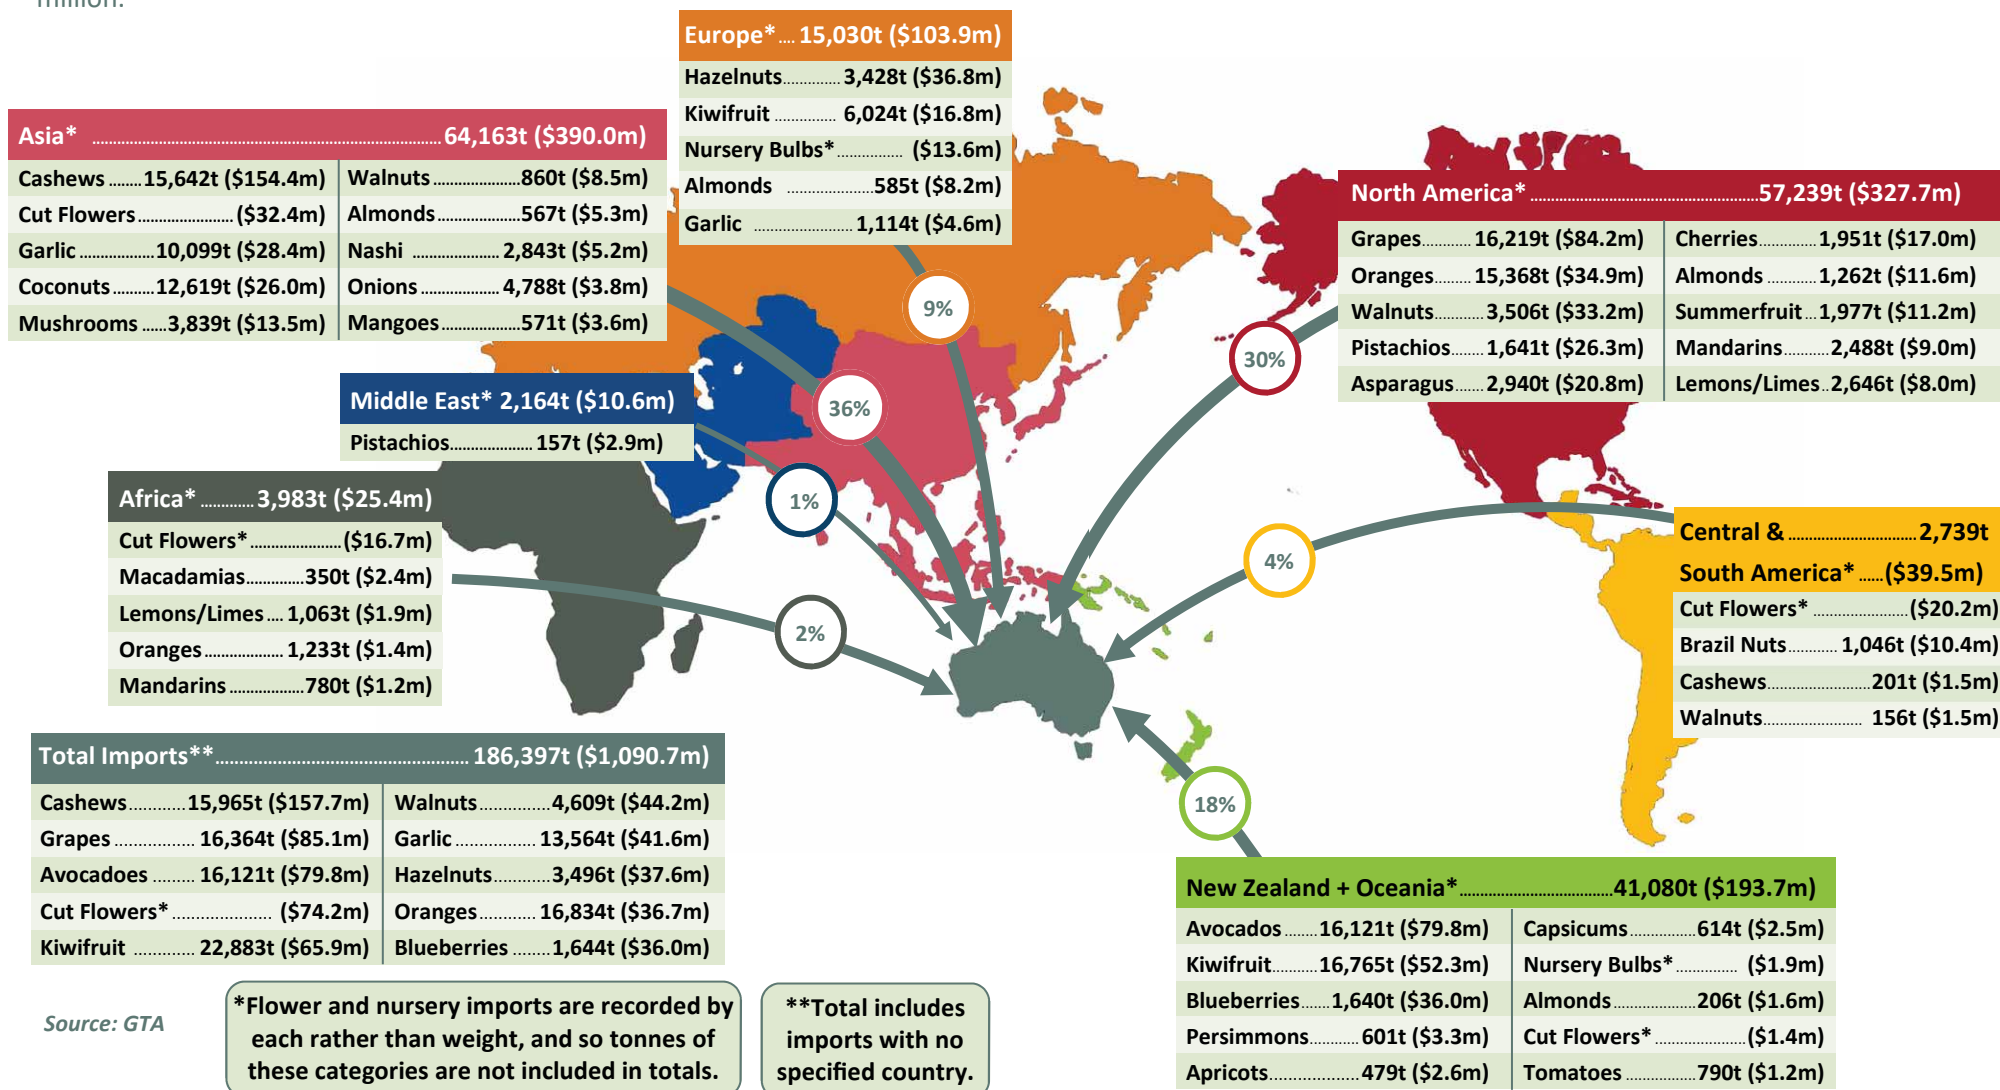 million.
Europe* .... 15,030t ($103.9m)
Hazelnuts.............. 3,428t ($36.8m)
Kiwifruit ............... 6,024t ($16.8m)
Nursery Bulbs*................ ($13.6m)
Almonds .....................585t ($8.2m)
Garlic ........................ 1,114t ($4.6m)
Asia* ..................................................64,163t ($390.0m)
Cashews ........15,642t ($154.4m)
Cut Flowers....................... ($32.4m)
Garlic ..................10,099t ($28.4m)
Coconuts .........12,619t ($26.0m)
Mushrooms ......3,839t ($13.5m)
Walnuts .....................860t ($8.5m)
Almonds.....................567t ($5.3m)
Nashi ..................... 2,843t ($5.2m)
Onions ................... 4,788t ($3.8m)
Mangoes...................571t ($3.6m)
North America* ..................................................57,239t ($327.7m)
Grapes............ 16,219t ($84.2m)
Oranges .........15,368t ($34.9m)
Walnuts........... 3,506t ($33.2m)
Pistachios........ 1,641t ($26.3m)
Asparagus....... 2,940t ($20.8m)
Cherries.............. 1,951t ($17.0m)
Almonds ............. 1,262t ($11.6m)
Summerfruit ...1,977t ($11.2m)
Mandarins........... 2,488t ($9.0m)
Lemons/Limes..2,646t ($8.0m)
Middle East* 2,164t ($10.6m)
Pistachios.................... 157t ($2.9m)
Africa* ............. 3,983t ($25.4m)
Cut Flowers*......................($16.7m)
Macadamias..............350t ($2.4m)
Lemons/Limes .... 1,063t ($1.9m)
Oranges................... 1,233t ($1.4m)
Mandarins ..................780t ($1.2m)
9%
30%
36%
1%
4%
2%
18%
Central & ............................... 2,739t
South America* ......($39.5m)
Cut Flowers* .......................($20.2m)
Brazil Nuts............ 1,046t ($10.4m)
Cashews.........................201t ($1.5m)
Walnuts........................ 156t ($1.5m)
Total Imports**.................................................. 186,397t ($1,090.7m)
Cashews..............15,965t ($157.7m)
Grapes ................. 16,364t ($85.1m)
Avocadoes ......... 16,121t ($79.8m)
Cut Flowers* ..................... ($74.2m)
Kiwifruit ............. 22,883t ($65.9m)
Walnuts.................4,609t ($44.2m)
Garlic ................... 13,564t ($41.6m)
Hazelnuts..............3,496t ($37.6m)
Oranges.............. 16,834t ($36.7m)
Blueberries ........1,644t ($36.0m)
New Zealand + Oceania*.....................................41,080t ($193.7m)
Avocados ........16,121t ($79.8m)
Kiwifruit...........16,765t ($52.3m)
Blueberries.......1,640t ($36.0m)
Persimmons............ 601t ($3.3m)
Apricots......................479t ($2.6m)
Capsicums................614t ($2.5m)
Nursery Bulbs*............... ($1.9m)
Almonds.....................206t ($1.6m)
Cut Flowers* .....................($1.4m)
Tomatoes .................790t ($1.2m)
Source: GTA
*Flower and nursery imports are recorded by
each rather than weight, and so tonnes of
these categories are not included in totals.
**Total includes
imports with no
specified country.